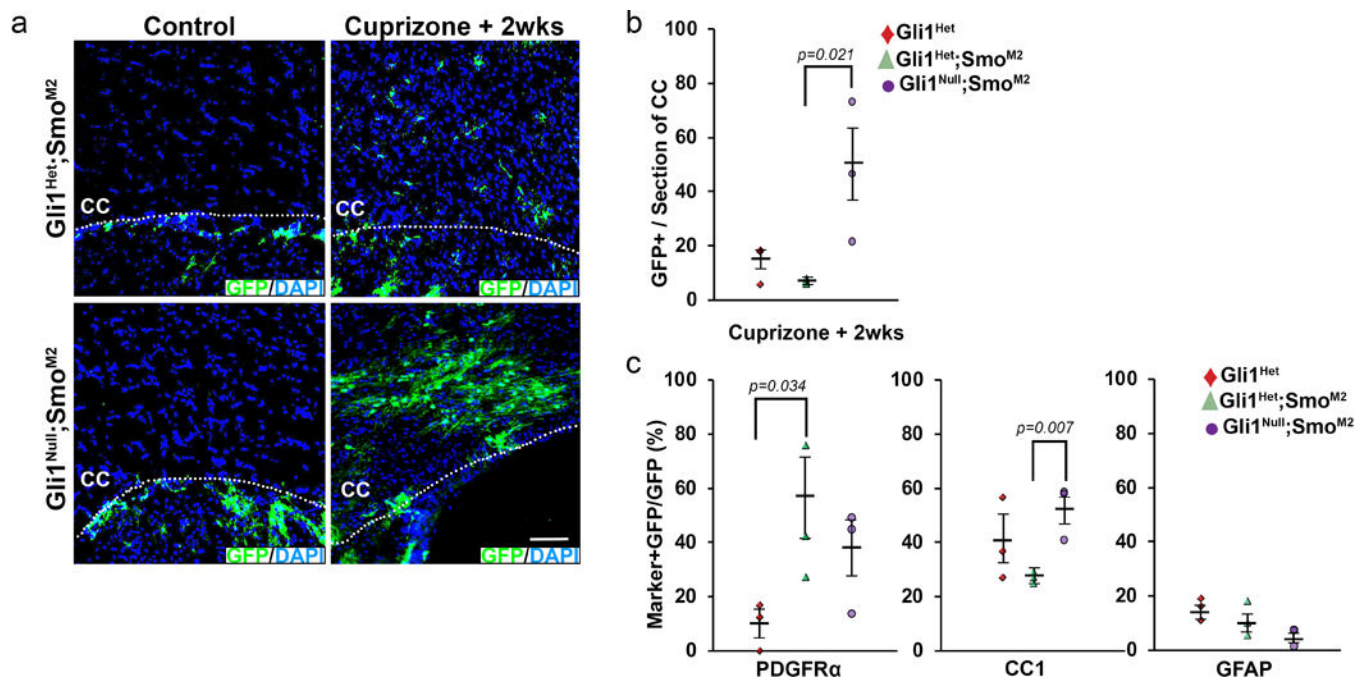 a
Control
Cuprizone + 2wks
Gli1Het;SmoM2
CC
GFP/DAPI
CC
GFP/DAPI
Gli1Null;SmoM2
CC
GFP/DAPI
CC
GFP/DAPI
b
GFP+ / Section of CC
100
80
60
40
20
0
p=0.021
Gli1Het
Gli1Het;SmoM2
Gli1Null;SmoM2
Cuprizone + 2wks
c
Marker+GFP/GFP (%)
100
80
60
40
20
0
p=0.034
PDGFRα
100
80
60
40
20
0
p=0.007
CC1
100
80
60
40
20
0
GFAP
Gli1Het
Gli1Het;SmoM2
Gli1Null;SmoM2